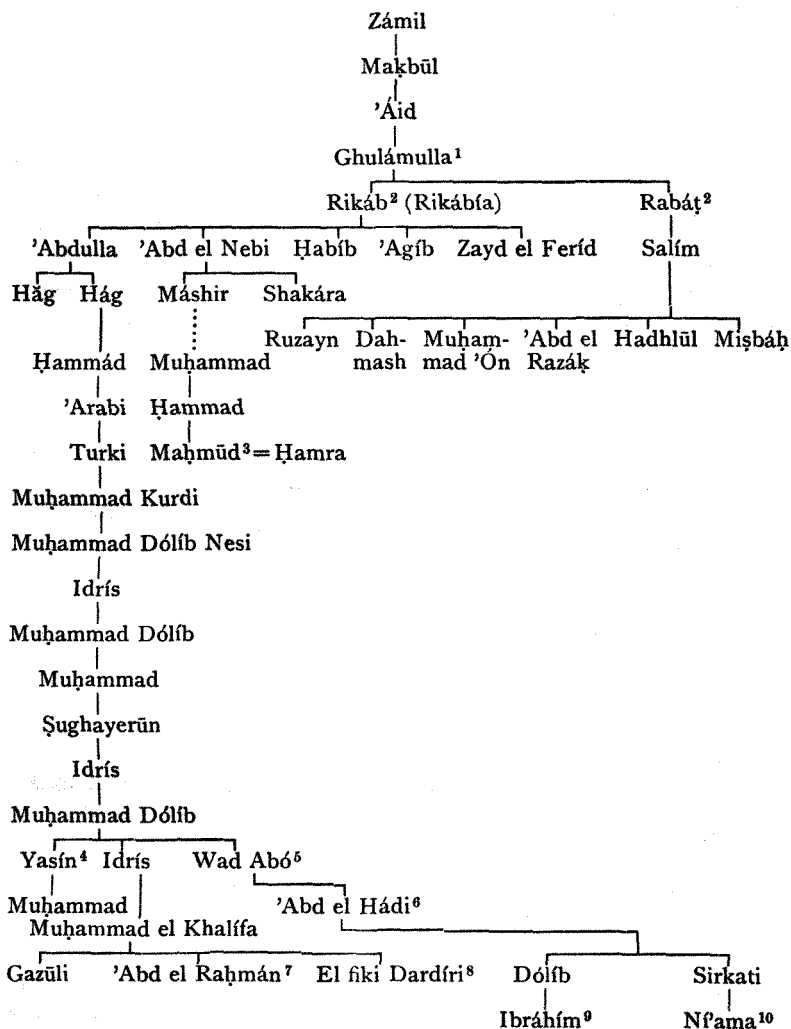 Zámil
Maḳbūl
’Áid
Ghulámulla¹
Rikáb² (Rikábía) Rabáṭ²
’Abdulla ’Abd el Nebi Ḥabíb ’Agíb Zayd el Feríd Salím
Hăg Hág Máshir Shakára
Ruzayn Dah- Muḥam- ’Abd el Hadhlūl Miṣbáḥ
mash mad ’Ón Razáḳ
Ḥammád Muḥammad
’Arabi Ḥammad
Turki Maḥmūd³ = Ḥamra
Muḥammad Kurdi
Muḥammad Dólíb Nesi
Idrís
Muḥammad Dólíb
Muḥammad
Ṣughayerūn
Idrís
Muḥammad Dólíb
Yasín⁴ Idrís Wad Abó⁵
Muḥammad ’Abd el Hádi⁶
Muḥammad el Khalífa
Gazūli ’Abd el Raḥmán⁷ El fiki Dardíri⁸ Dólíb Sirkati
Ibráhím⁹ Ní’ama¹⁰